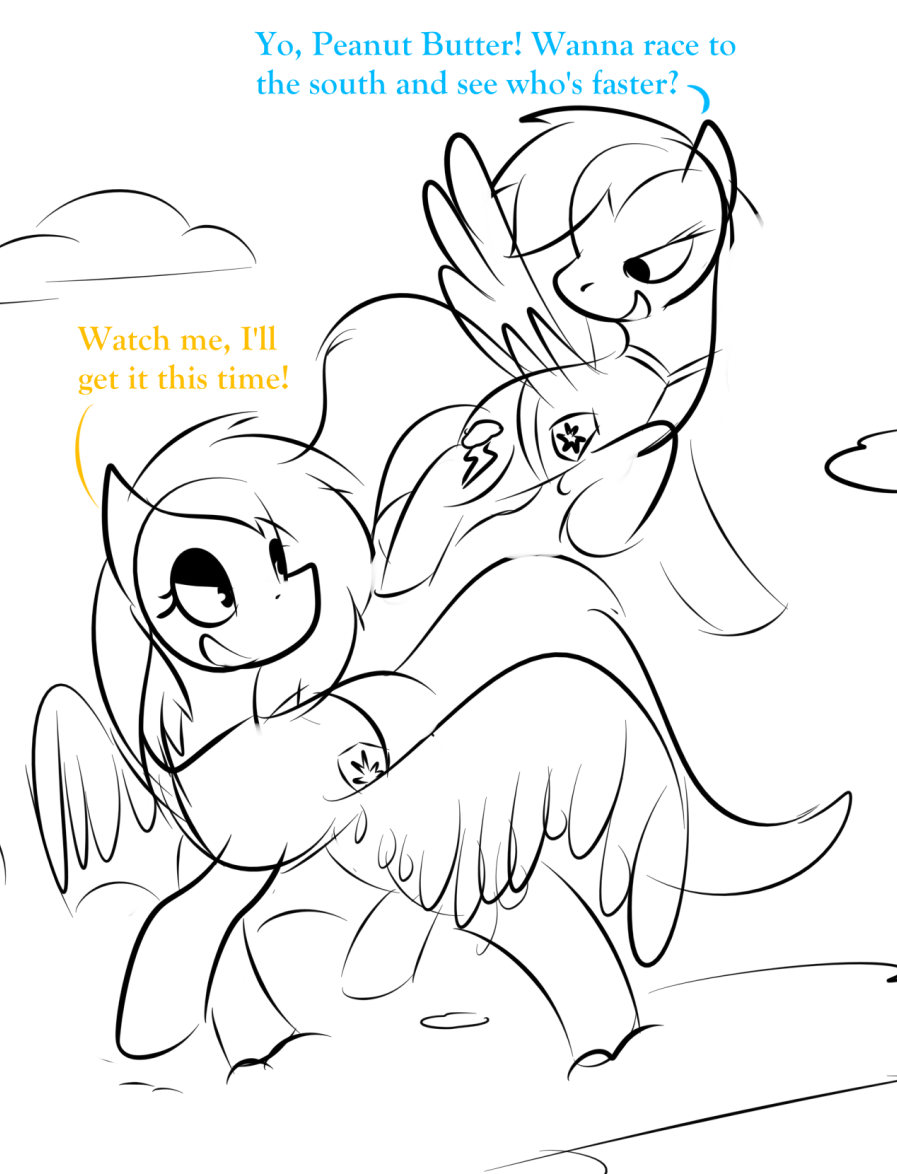 Yo, Peanut Butter! Wanna race to
the south and see who's faster?
Watch me, I'll
get it this time!